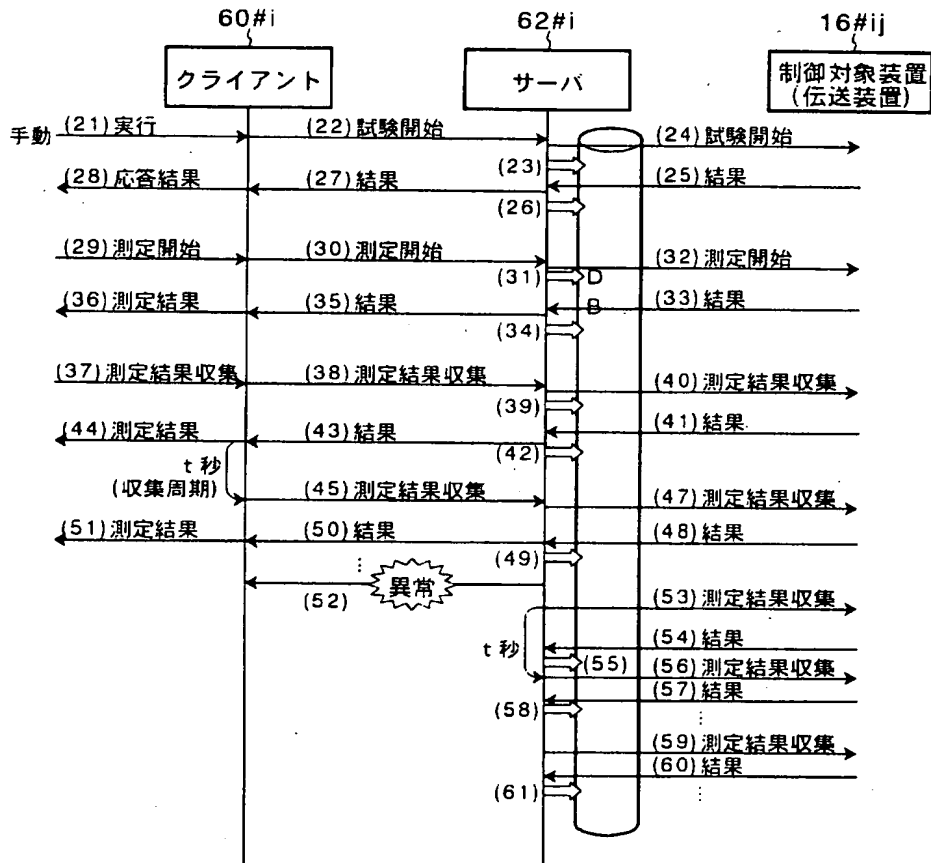 60#i
62#i
16#ij
クライアント
サーバ
制御対象装置
(伝送装置)
手動
(21)実行
(22)試験開始
(24)試験開始
(23)
(28)応答結果
(27)結果
(25)結果
(26)
(29)測定開始
(30)測定開始
(32)測定開始
(31)
D
(36)測定結果
(35)結果
B
(33)結果
(34)
(37)測定結果収集
(38)測定結果収集
(40)測定結果収集
(39)
(44)測定結果
(43)結果
(41)結果
(42)
t秒
(収集周期)
(45)測定結果収集
(47)測定結果収集
(51)測定結果
(50)結果
(48)結果
(49)
異常
(52)
(53)測定結果収集
t秒
(54)結果
(55)
(56)測定結果収集
(57)結果
(58)
(59)測定結果収集
(60)結果
(61)